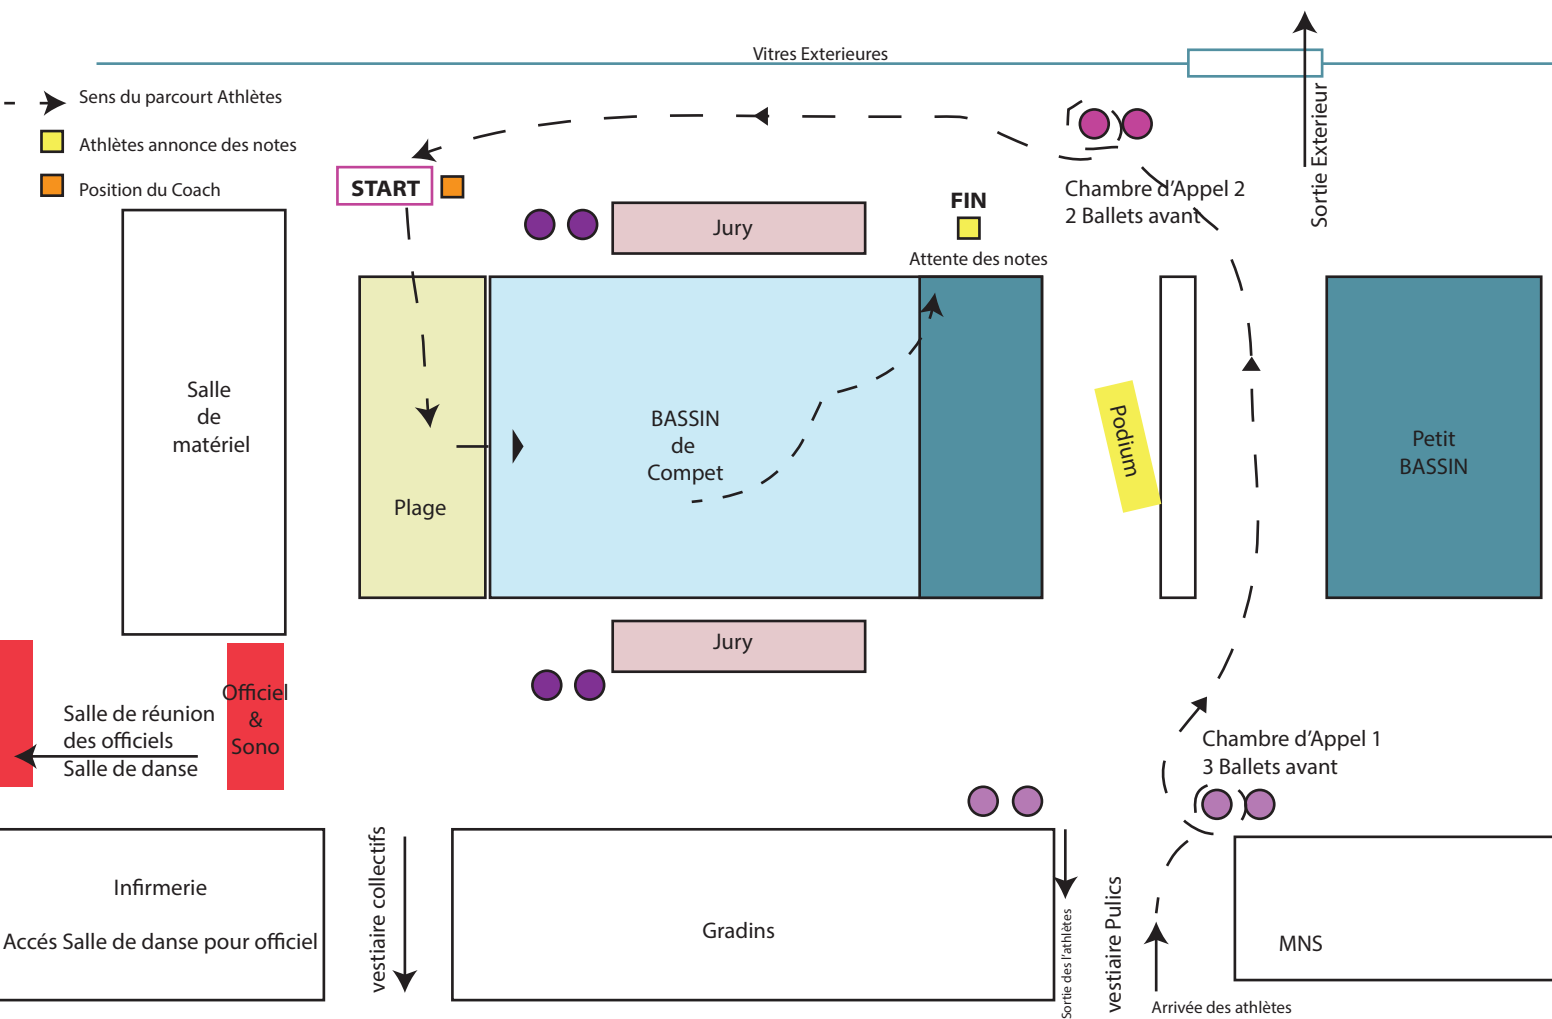 Vitres Exterieures
Sens du parcourt Athlètes
Athlètes annonce des notes
Position du Coach
START
Jury
FIN
Attente des notes
Chambre d’Appel 2
2 Ballets avant
Sortie Exterieur
Salle
de
matériel
Plage
BASSIN
de
Compet
Podium
Petit
BASSIN
Jury
Officiel
&
Sono
Salle de réunion
des officiels
Salle de danse
Chambre d’Appel 1
3 Ballets avant
Infirmerie
Accés Salle de danse pour officiel
vestiaire collectifs
Gradins
Sortie des l’athlètes
vestiaire Pulics
Arrivée des athlètes
MNS